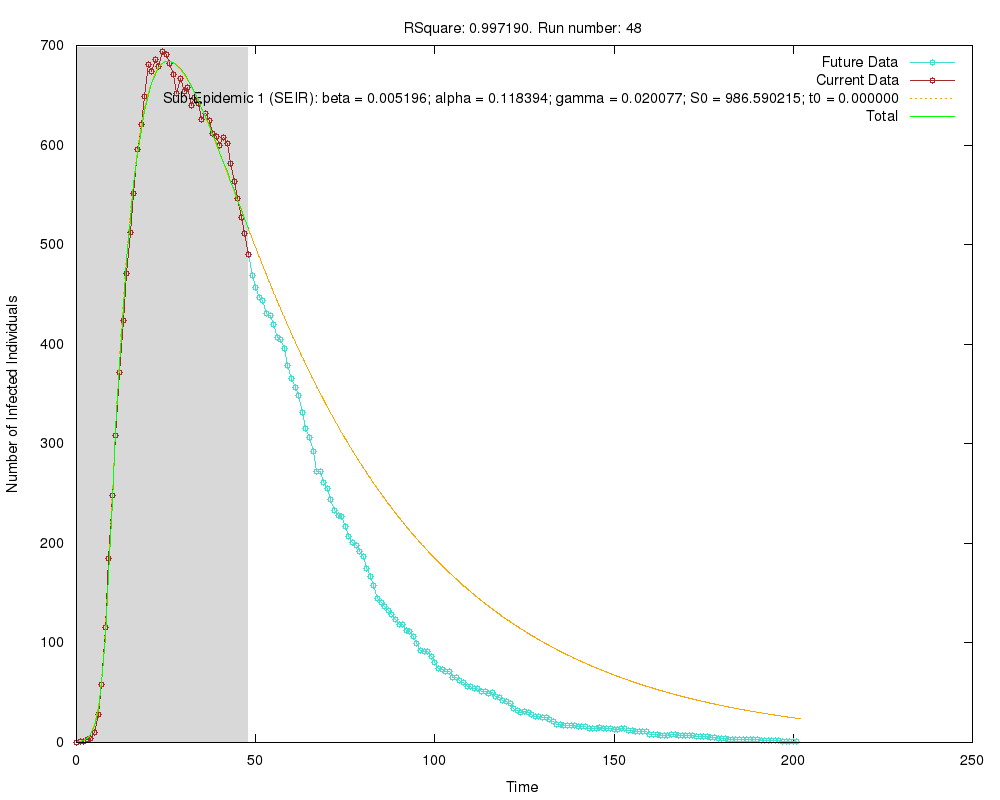 RSquare: 0.997190. Run number: 48
700
600
500
400
300
200
100
0
Number of Infected Individuals
Future Data
Current Data
Sub-Epidemic 1 (SEIR): beta = 0.005196; alpha = 0.118394; gamma = 0.020077; S0 = 986.590215; t0 = 0.000000
Total
0 50 100 150 200 250
Time